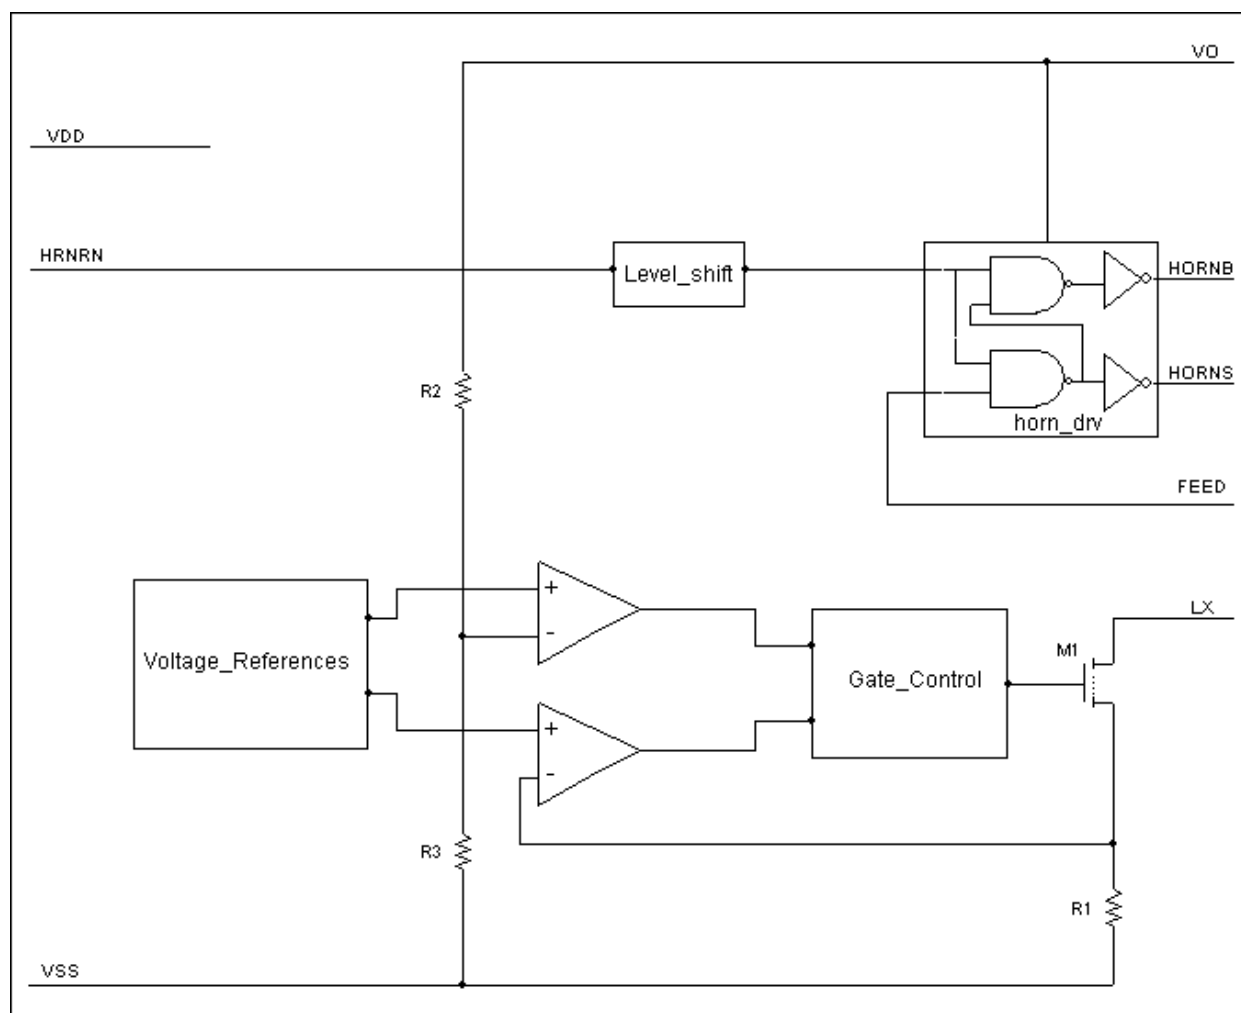 VO
VDD
HRNRN
Level_shift
HORNB
HORNS
R2
horn_drv
FEED
+
-
LX
Voltage_References
M1
Gate_Control
+
-
R3
R1
VSS